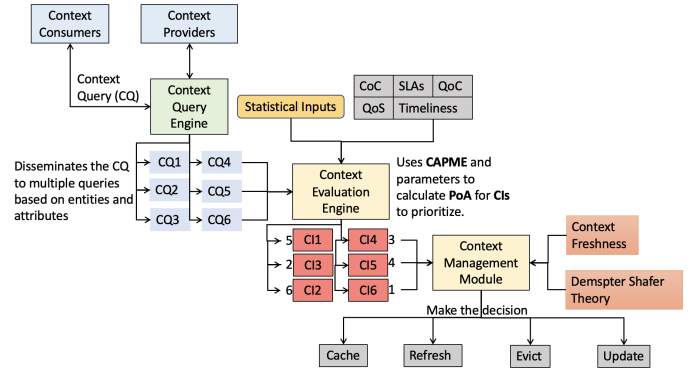 Context
Consumers
Context
Providers
Context
Query (CQ)
Context
Query
Engine
Statistical Inputs
CoC SLAs QoC
QoS Timeliness
Disseminates the CQ
to multiple queries
based on entities and
attributes
CQ1 CQ4
CQ2 CQ5
CQ3 CQ6
Context
Evaluation
Engine
Uses CAPME and
parameters to
calculate PoA for CIs
to prioritize.
5 CI1 CI4 3
2 CI3 CI5 4
6 CI2 CI6 1
Context
Management
Module
Context
Freshness
Demspter Shafer
Theory
Make the decision
Cache Refresh Evict Update